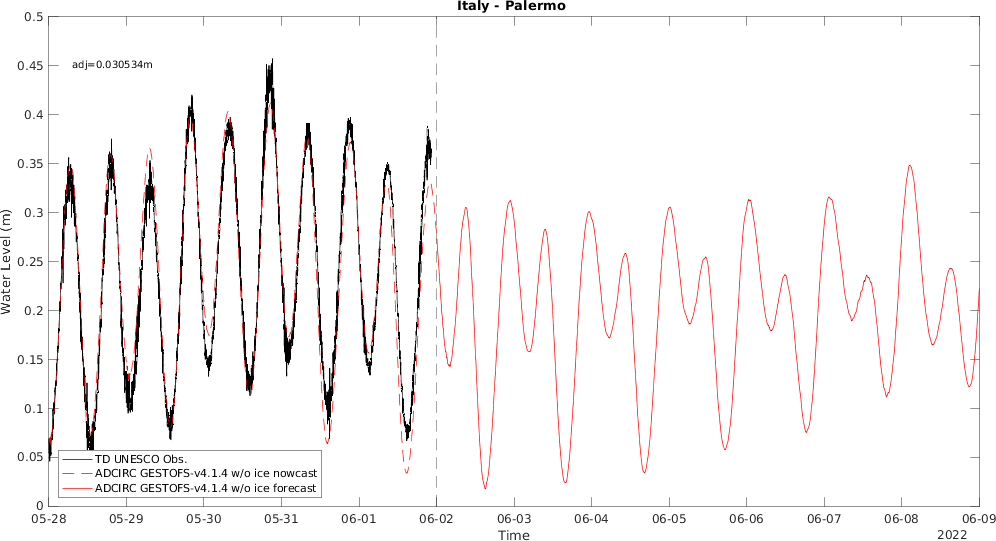 Italy - Palermo
0.5
0.45
adj=0.030534m
0.4
0.35
0.3
0.25
0.2
0.15
0.1
0.05
0
Water Level (m)
TD UNESCO Obs.
ADCIRC GESTOFS-v4.1.4 w/o ice nowcast
ADCIRC GESTOFS-v4.1.4 w/o ice forecast
05-28 05-29 05-30 05-31 06-01 06-02 06-03 06-04 06-05 06-06 06-07 06-08 06-09
Time
2022